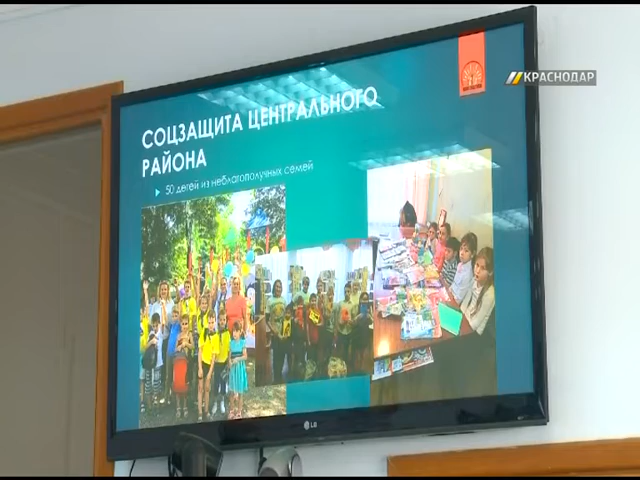 КРАСНОДАР
СОЦЗАЩИТА ЦЕНТРАЛЬНОГО
РАЙОНА
50 детей из неблагополучных семей
LG